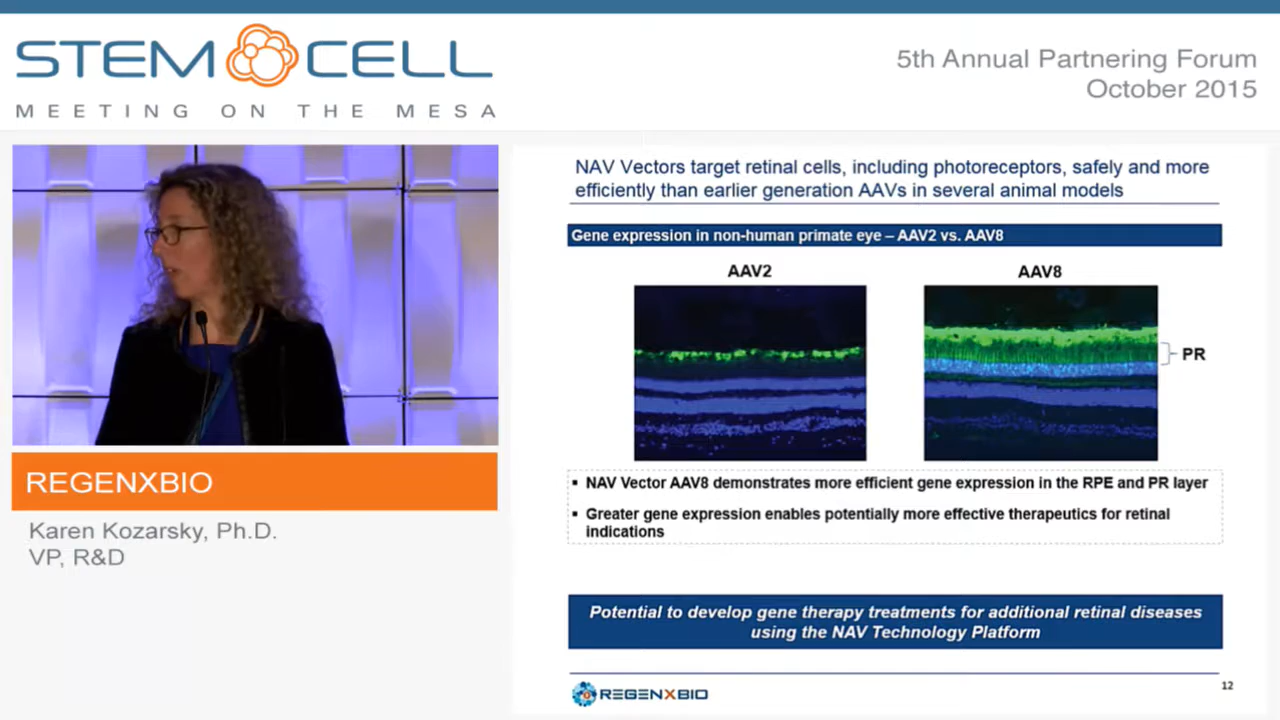 STEM CELL
MEETING ON THE MESA
5th Annual Partnering Forum
October 2015
NAV Vectors target retinal cells, including photoreceptors, safely and more
efficiently than earlier generation AAVs in several animal models
Gene expression in non-human primate eye – AAV2 vs. AAV8
AAV2
AAV8
PR
▪ NAV Vector AAV8 demonstrates more efficient gene expression in the RPE and PR layer
▪ Greater gene expression enables potentially more effective therapeutics for retinal
indications
Potential to develop gene therapy treatments for additional retinal diseases
using the NAV Technology Platform
REGENXBIO
12
REGENXBIO
Karen Kozarsky, Ph.D.
VP, R&D